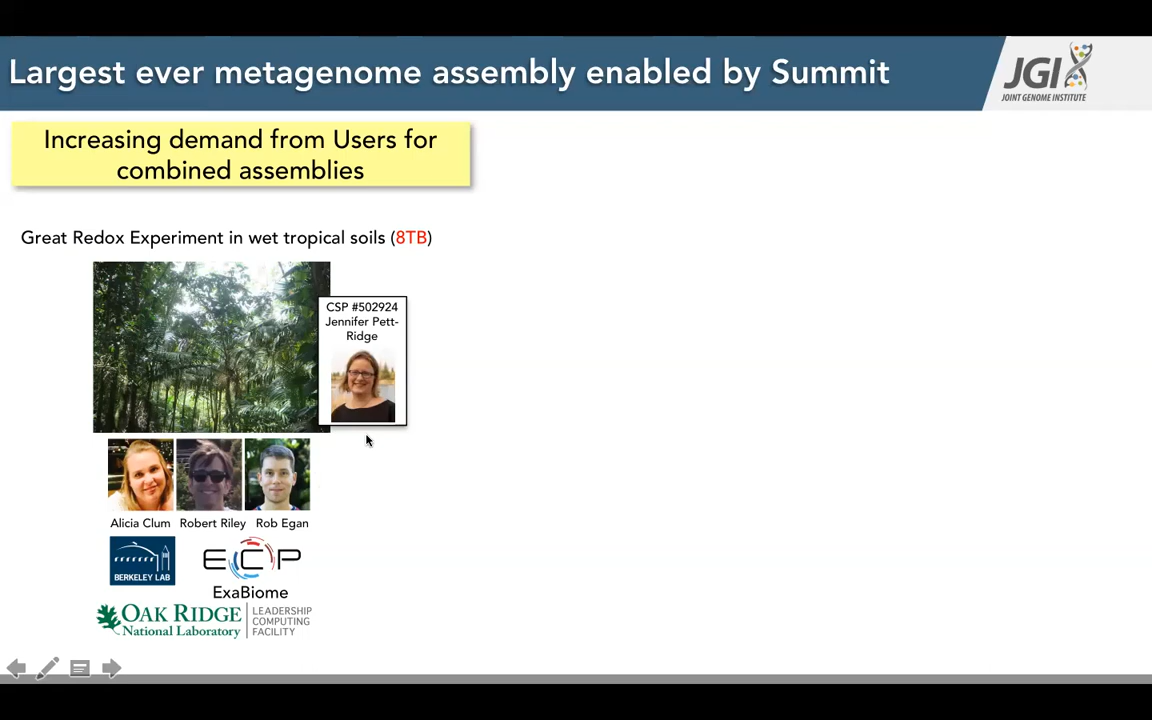 Largest ever metagenome assembly enabled by Summit
JGI
JOINT GENOME INSTITUTE
Increasing demand from Users for
combined assemblies
Great Redox Experiment in wet tropical soils (8TB)
CSP #502924
Jennifer Pett-
Ridge
Alicia Clum Robert Riley Rob Egan
BERKELEY LAB
ECP
ExaBiome
OAK RIDGE
National Laboratory
LEADERSHIP
COMPUTING
FACILITY